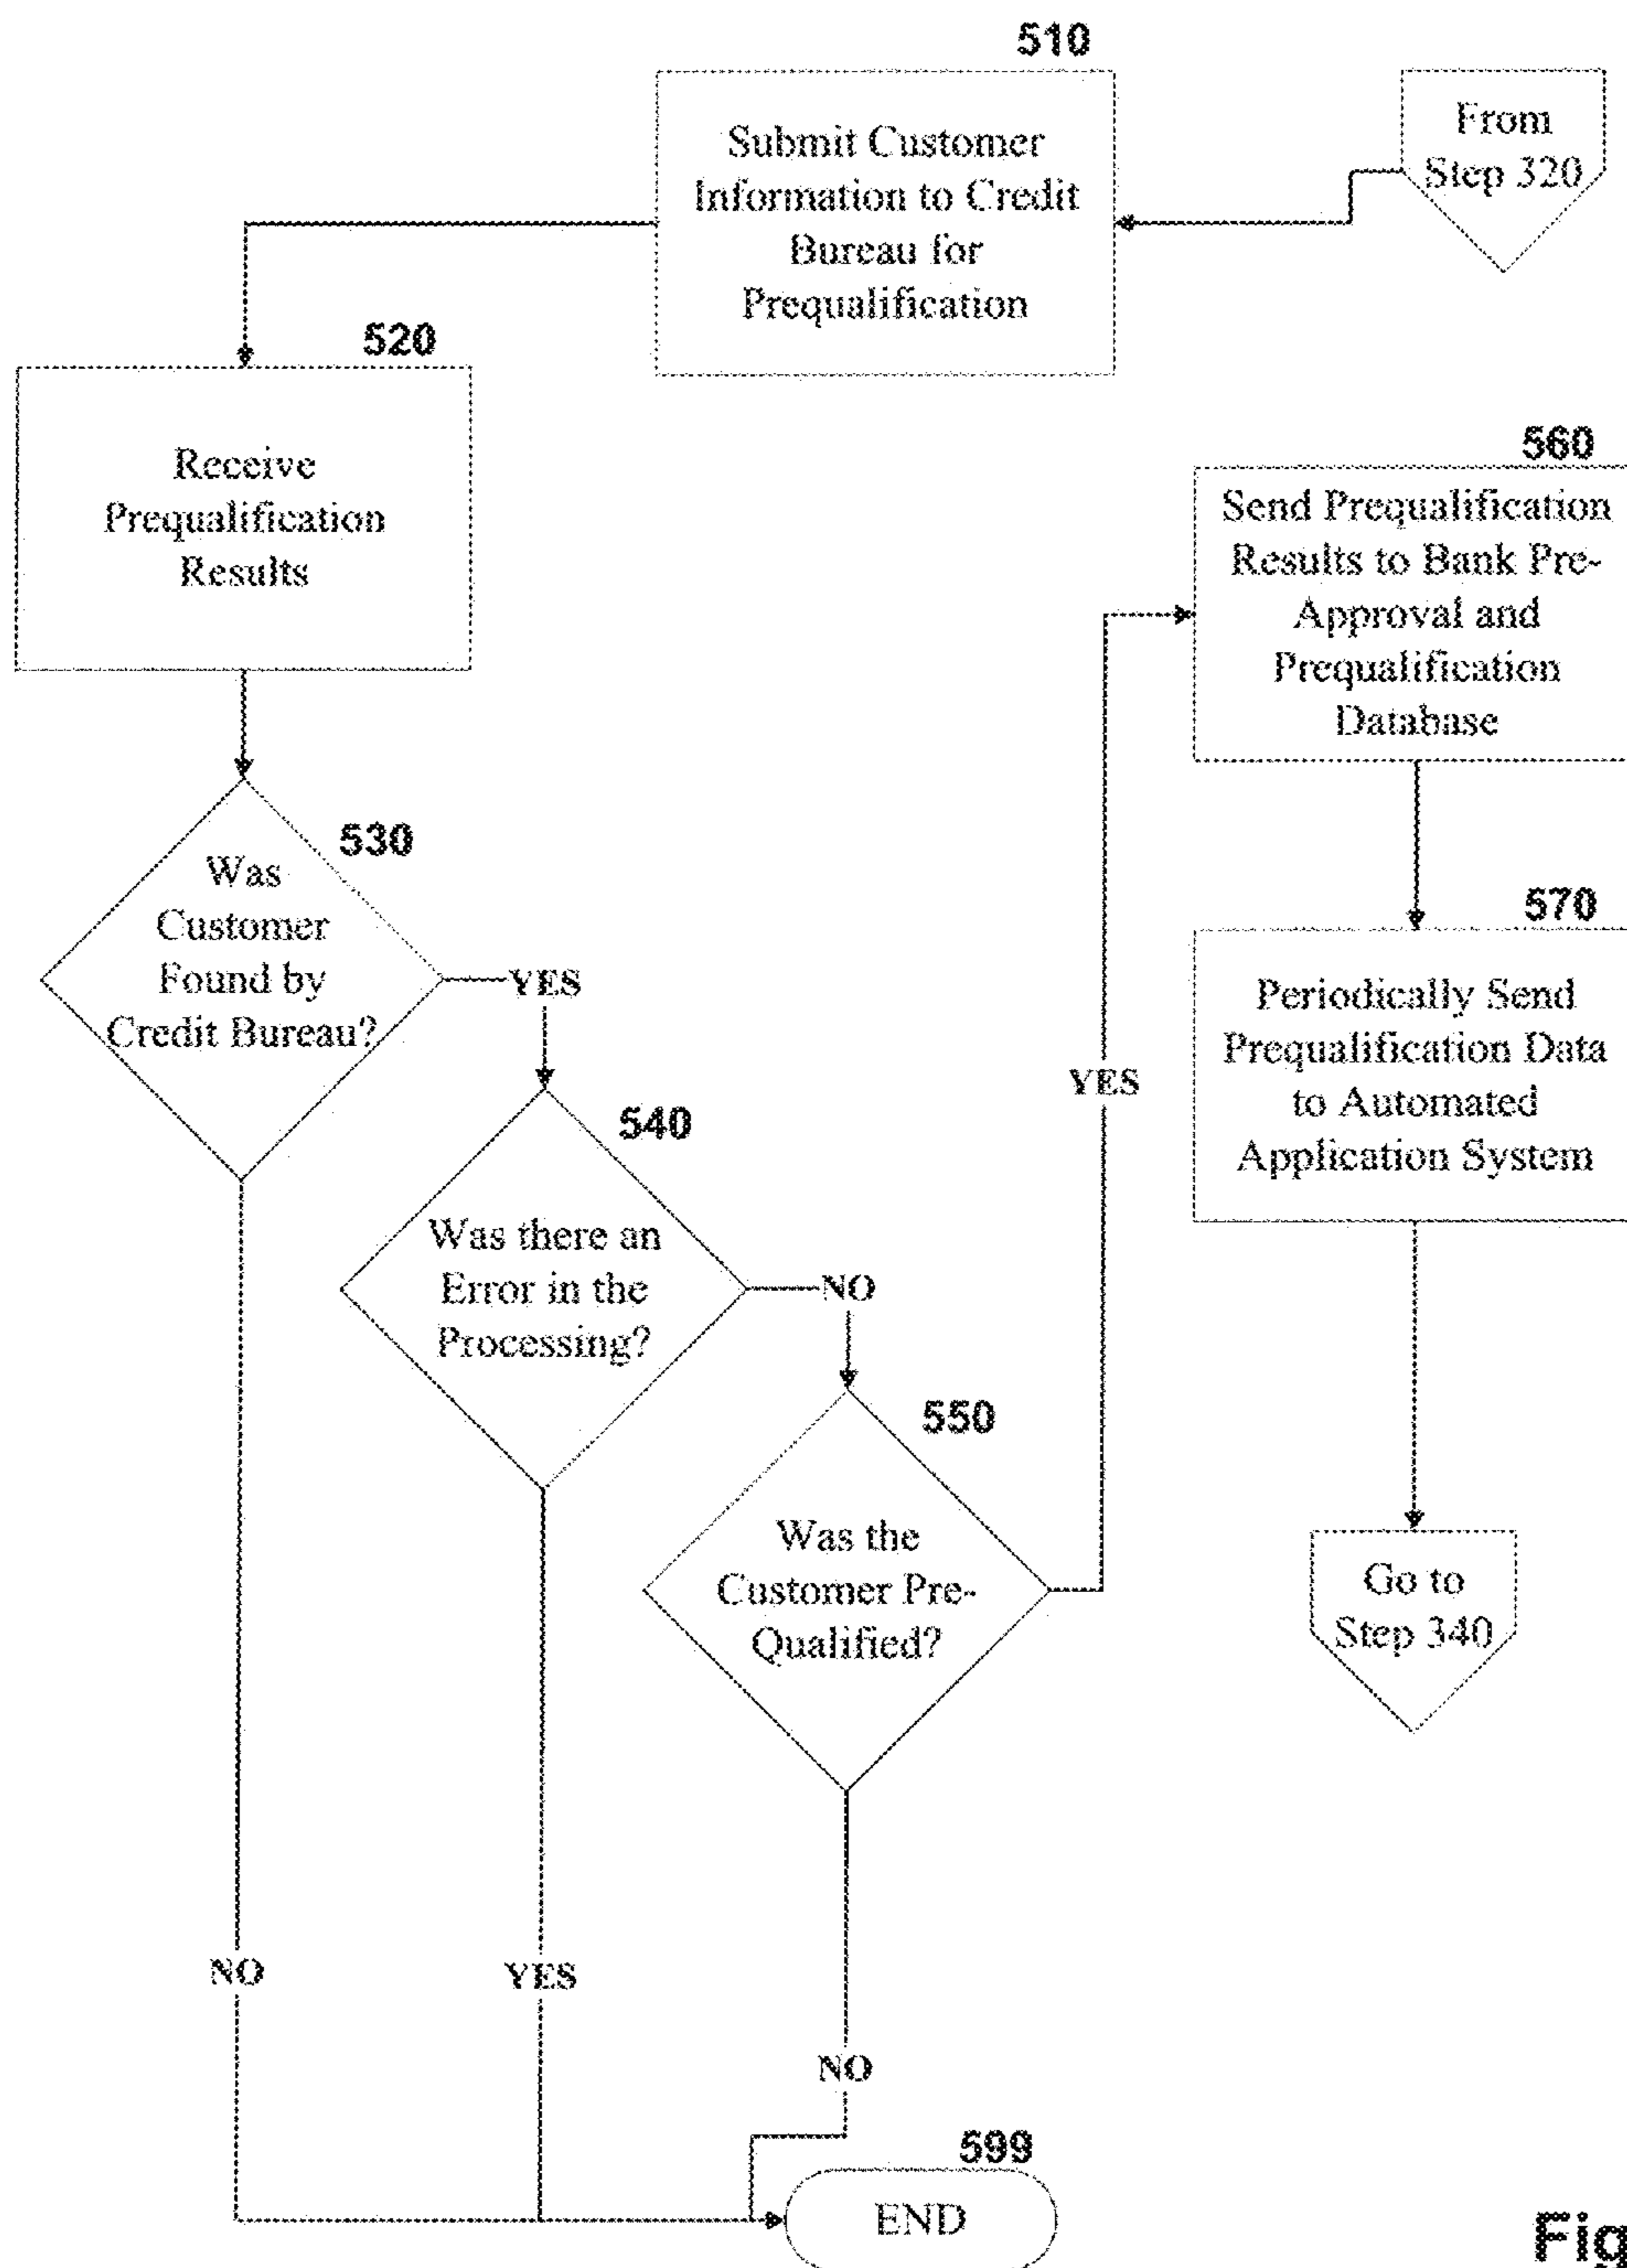 510
Submit Customer
Information to Credit
Bureau for
Prequalification
From
Step 320
520
Receive
Prequalification
Results
530
Was
Customer
Found by
Credit Bureau?
YES
NO
540
Was there an
Error in the
Processing?
NO
YES
550
Was the
Customer Pre-
Qualified?
YES
NO
560
Send Prequalification
Results to Bank Pre-
Approval and
Prequalification
Database
570
Periodically Send
Prequalification Data
to Automated
Application System
Go to
Step 340
599
END
Fig